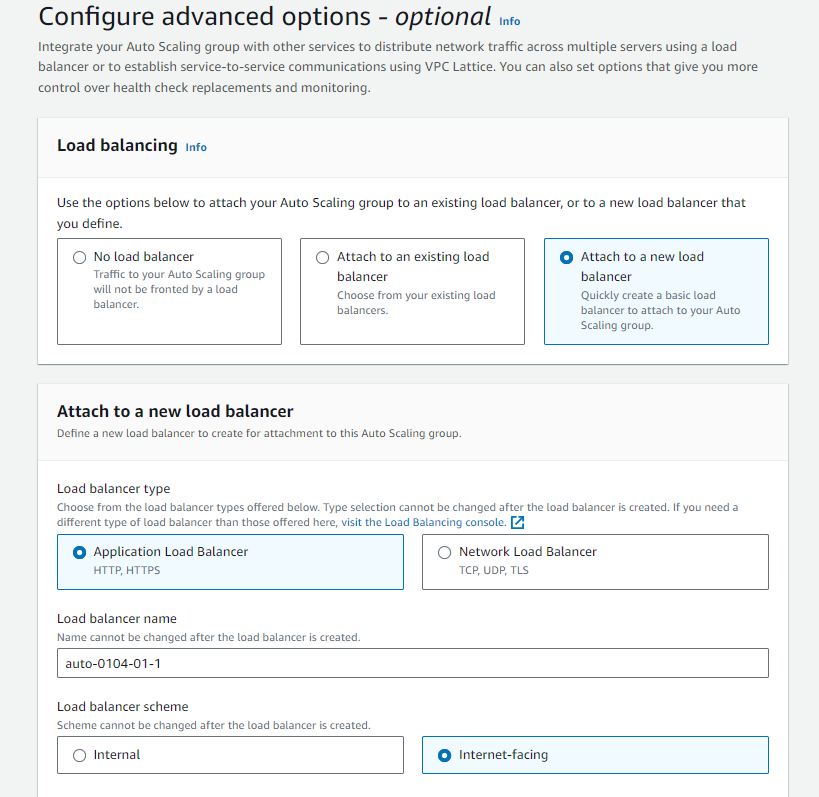 Configure advanced options - optional Info
Integrate your Auto Scaling group with other services to distribute network traffic across multiple servers using a load
balancer or to establish service-to-service communications using VPC Lattice. You can also set options that give you more
control over health check replacements and monitoring.
Load balancing Info
Use the options below to attach your Auto Scaling group to an existing load balancer, or to a new load balancer that
you define.
No load balancer
Traffic to your Auto Scaling group
will not be fronted by a load
balancer.
Attach to an existing load
balancer
Choose from your existing load
balancers.
Attach to a new load
balancer
Quickly create a basic load
balancer to attach to your Auto
Scaling group.
Attach to a new load balancer
Define a new load balancer to create for attachment to this Auto Scaling group.
Load balancer type
Choose from the load balancer types offered below. Type selection cannot be changed after the load balancer is created. If you need a
different type of load balancer than those offered here, visit the Load Balancing console.
Application Load Balancer
HTTP, HTTPS
Network Load Balancer
TCP, UDP, TLS
Load balancer name
Name cannot be changed after the load balancer is created.
auto-0104-01-1
Load balancer scheme
Scheme cannot be changed after the load balancer is created.
Internal
Internet-facing